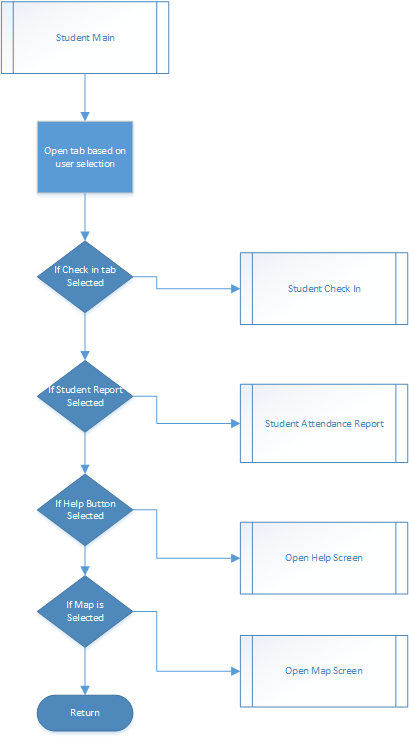 Student Main
Open tab based on
user selection
If Check in tab
Selected
Student Check In
If Student Report
Selected
Student Attendance Report
If Help Button
Selected
Open Help Screen
If Map is
Selected
Open Map Screen
Return